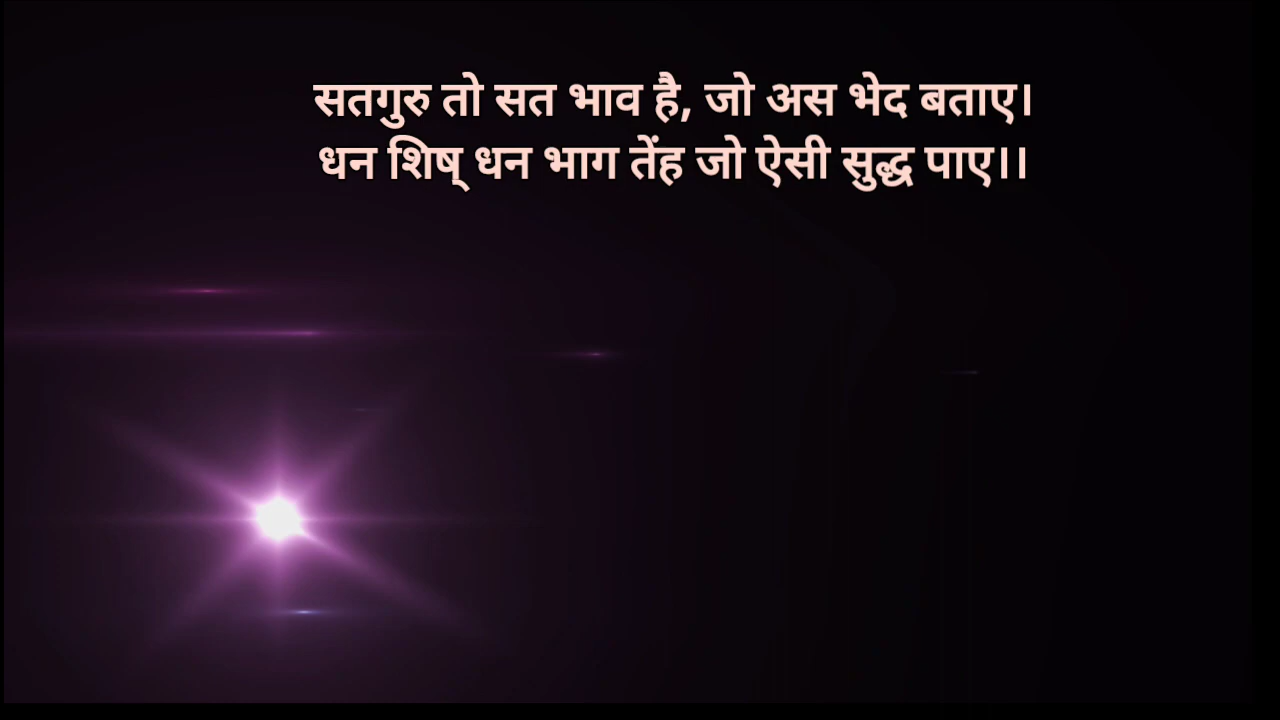 सतगुरु तो सत भाव है, जो अस भेद बताए।
धन शिष् धन भाग तेंह जो ऐसी सुद्ध पाए।।